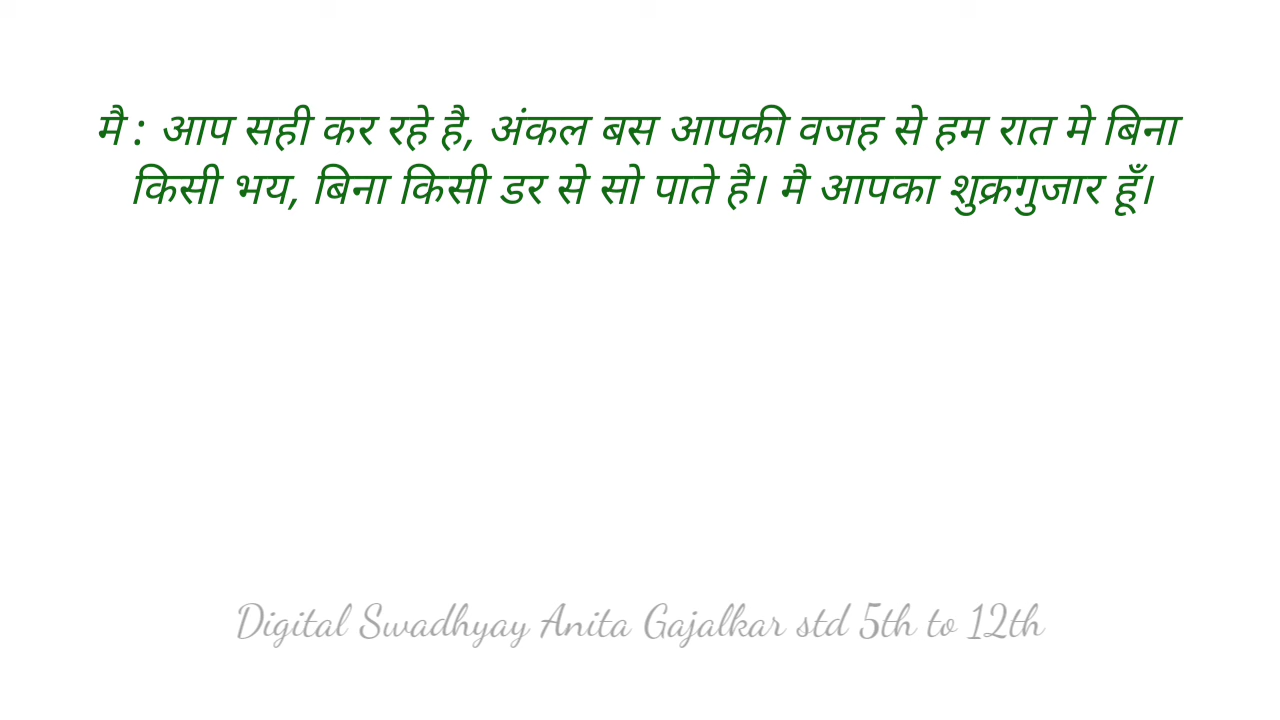 मै : आप सही कर रहे है, अंकल बस आपकी वजह से हम रात मे बिना
किसी भय, बिना किसी डर से सो पाते है। मै आपका शुक्रगुजार हूँ।
Digital Swadhyay Anita Gajalkar std 5th to 12th